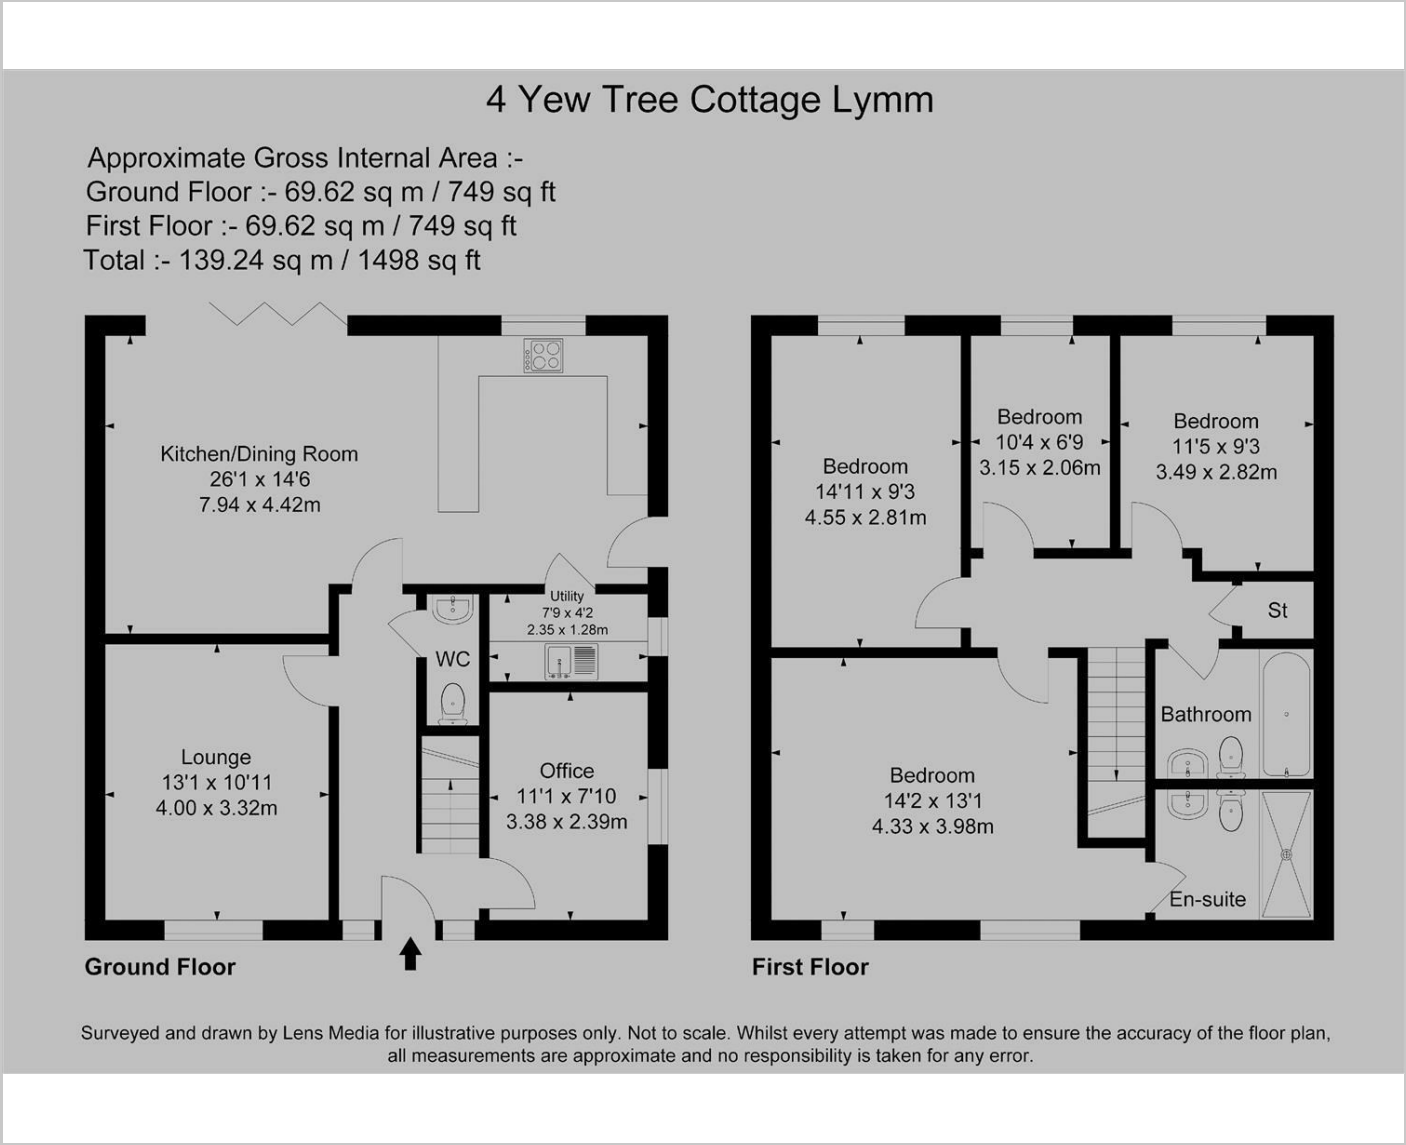 4 Yew Tree Cottage Lymm
Approximate Gross Internal Area :-
Ground Floor :- 69.62 sq m / 749 sq ft
First Floor :- 69.62 sq m / 749 sq ft
Total :- 139.24 sq m / 1498 sq ft
Kitchen/Dining Room
26'1 x 14'6
7.94 x 4.42m
Utility
7'9 x 4'2
2.35 x 1.28m
WC
Lounge
13'1 x 10'11
4.00 x 3.32m
Office
11'1 x 7'10
3.38 x 2.39m
Ground Floor
Bedroom
14'11 x 9'3
4.55 x 2.81m
Bedroom
10'4 x 6'9
3.15 x 2.06m
Bedroom
11'5 x 9'3
3.49 x 2.82m
St
Bathroom
Bedroom
14'2 x 13'1
4.33 x 3.98m
En-suite
First Floor
Surveyed and drawn by Lens Media for illustrative purposes only. Not to scale. Whilst every attempt was made to ensure the accuracy of the floor plan,
all measurements are approximate and no responsibility is taken for any error.